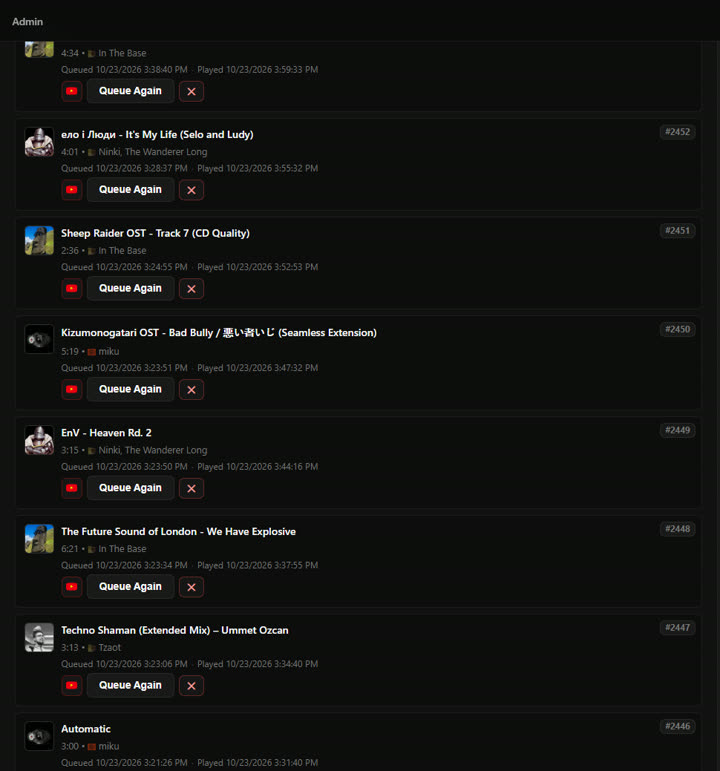 Admin
4:34 • In The Base
Queued 10/23/2026 3:38:40 PM · Played 10/23/2026 3:59:33 PM
Queue Again
ело і Люди - It's My Life (Selo and Ludy)
#2452
4:01 • Ninki, The Wanderer Long
Queued 10/23/2026 3:28:37 PM · Played 10/23/2026 3:55:32 PM
Queue Again
Sheep Raider OST - Track 7 (CD Quality)
#2451
2:36 • In The Base
Queued 10/23/2026 3:24:55 PM · Played 10/23/2026 3:52:53 PM
Queue Again
Kizumonogatari OST - Bad Bully / 悪い者いじ (Seamless Extension)
#2450
5:19 • miku
Queued 10/23/2026 3:23:51 PM · Played 10/23/2026 3:47:32 PM
Queue Again
EnV - Heaven Rd. 2
#2449
3:15 • Ninki, The Wanderer Long
Queued 10/23/2026 3:23:50 PM · Played 10/23/2026 3:44:16 PM
Queue Again
The Future Sound of London - We Have Explosive
#2448
6:21 • In The Base
Queued 10/23/2026 3:23:34 PM · Played 10/23/2026 3:37:55 PM
Queue Again
Techno Shaman (Extended Mix) – Ummet Ozcan
#2447
3:13 • Tzaot
Queued 10/23/2026 3:23:06 PM · Played 10/23/2026 3:34:40 PM
Queue Again
Automatic
#2446
3:00 • miku
Queued 10/23/2026 3:21:26 PM · Played 10/23/2026 3:31:40 PM